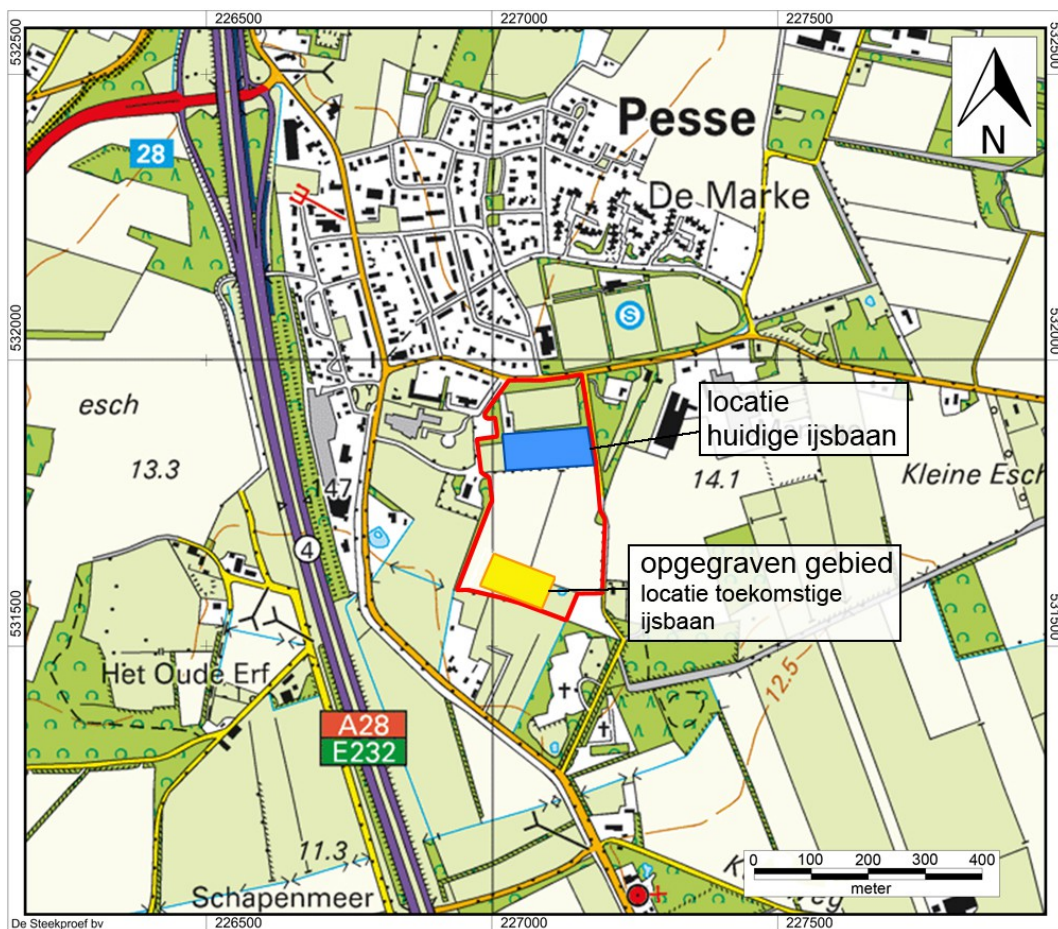 226500
227000
227500
532500
532500
Pesse
N
28
De Marke
S
532000
532000
esch
locatie
huidige ijsbaan
13.3
14.1
Kleine Esch
147
4
opgegraven gebied
locatie toekomstige
ijsbaan
531500
531500
Het Oude Erf
12.5
A28
E232
11.3
0 100 200 300 400
meter
Schapenmeer
226500
227000
227500
De Steekproef bv